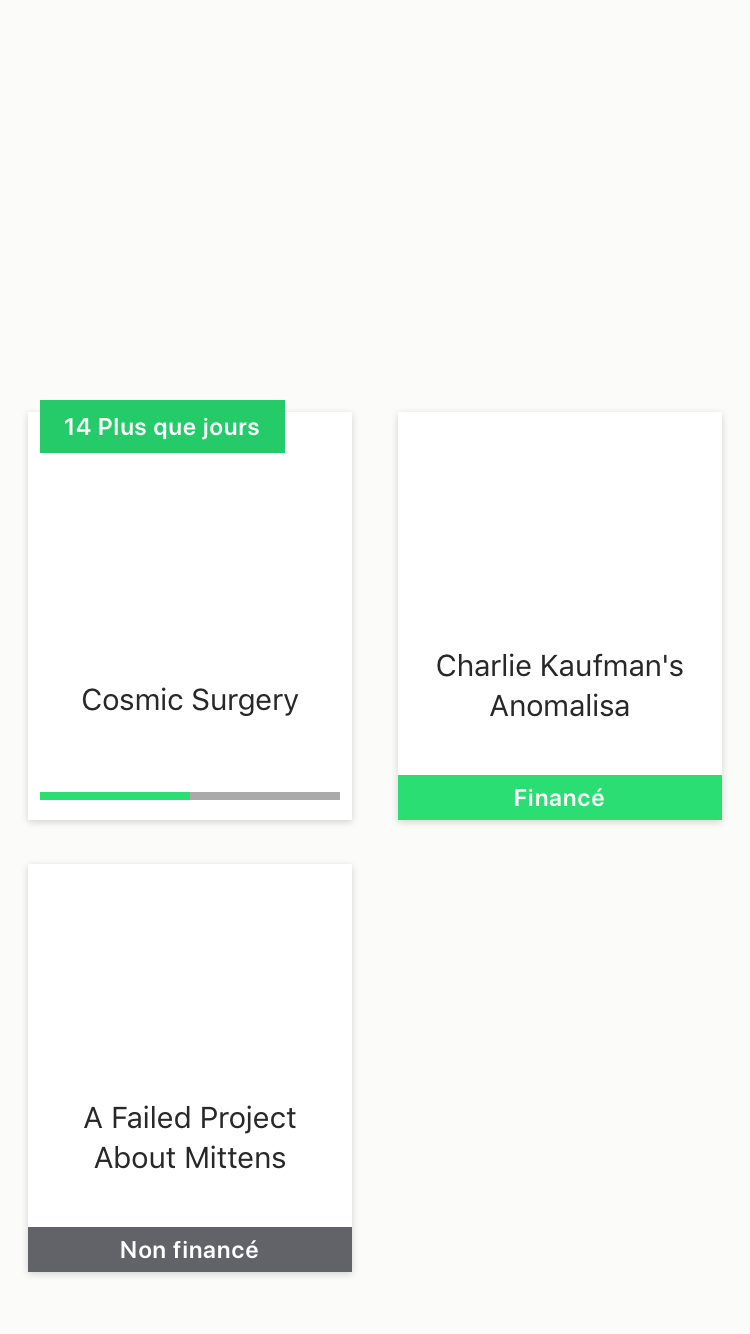 14 Plus que jours
Cosmic Surgery
Charlie Kaufman's
Anomalisa
Financé
A Failed Project
About Mittens
Non financé